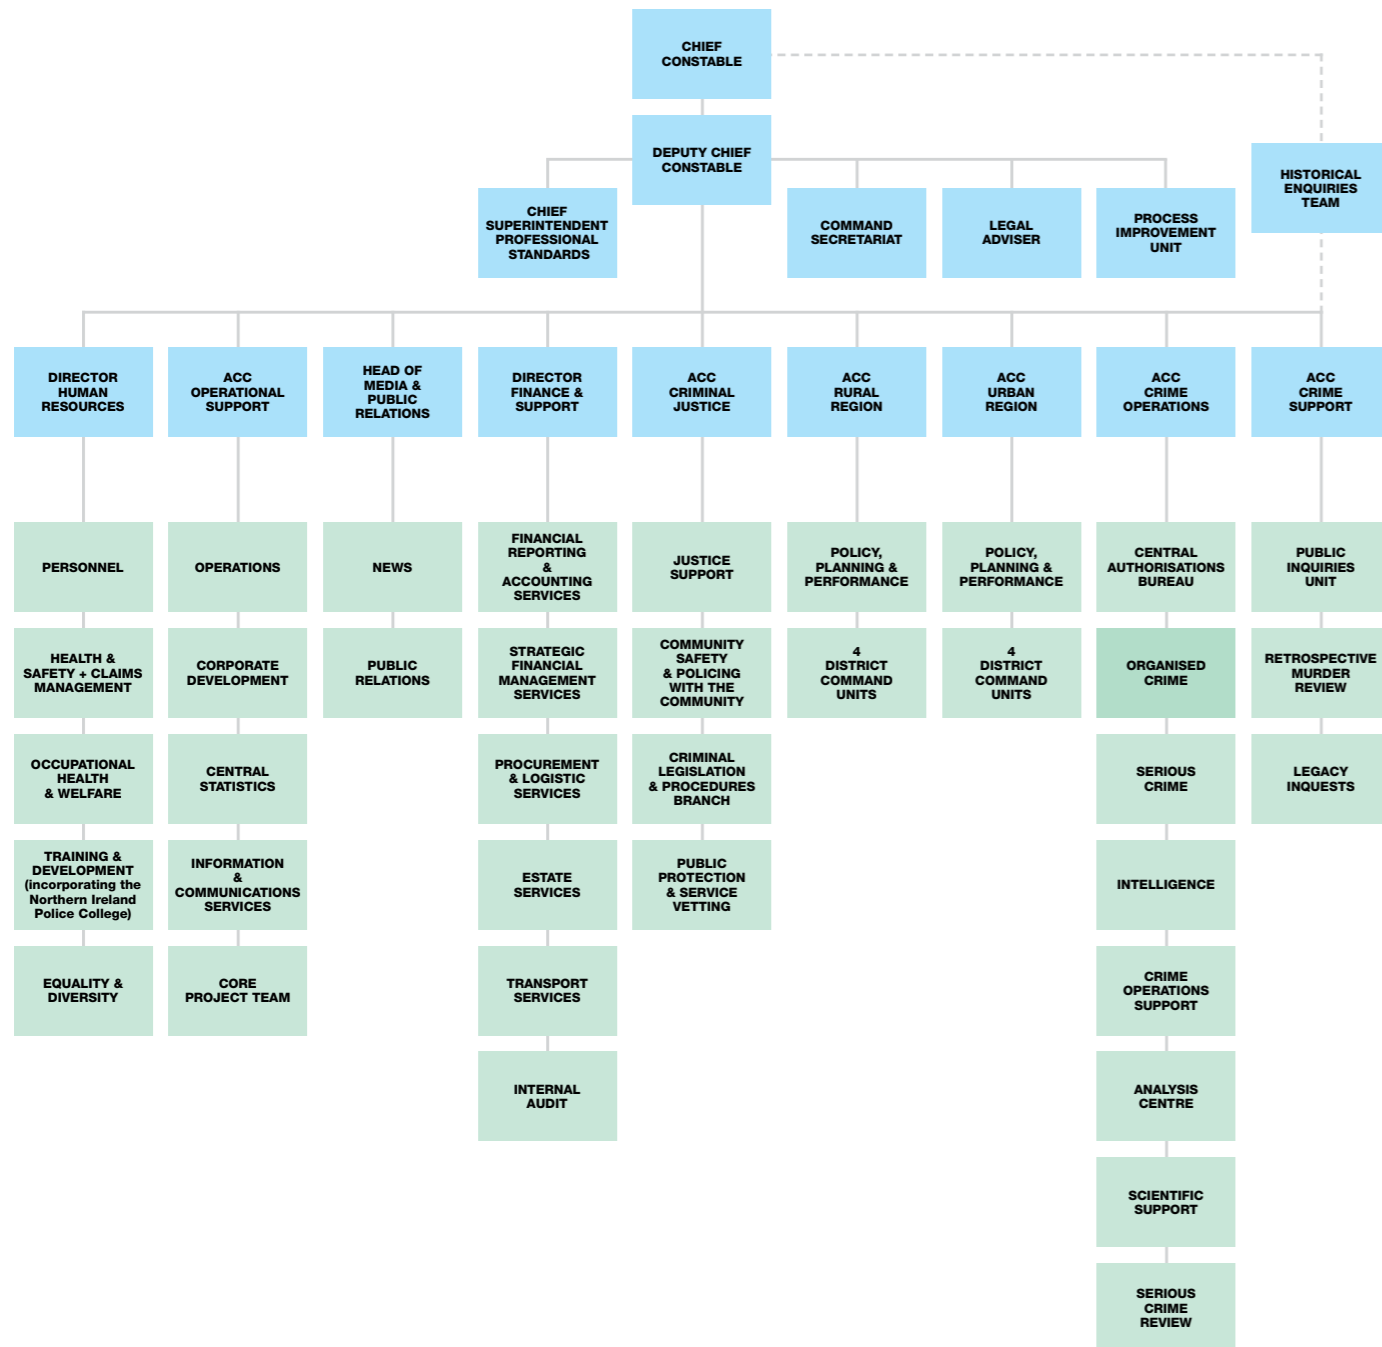 CHIEF
CONSTABLE
DEPUTY CHIEF
CONSTABLE
HISTORICAL
ENQUIRIES
TEAM
CHIEF
SUPERINTENDENT
PROFESSIONAL
STANDARDS
COMMAND
SECRETARIAT
LEGAL
ADVISER
PROCESS
IMPROVEMENT
UNIT
DIRECTOR
HUMAN
RESOURCES
ACC
OPERATIONAL
SUPPORT
HEAD OF
MEDIA &
PUBLIC
RELATIONS
DIRECTOR
FINANCE &
SUPPORT
ACC
CRIMINAL
JUSTICE
ACC
RURAL
REGION
ACC
URBAN
REGION
ACC
CRIME
OPERATIONS
ACC
CRIME
SUPPORT
PERSONNEL
OPERATIONS
NEWS
FINANCIAL
REPORTING
&
ACCOUNTING
SERVICES
JUSTICE
SUPPORT
POLICY,
PLANNING &
PERFORMANCE
POLICY,
PLANNING &
PERFORMANCE
CENTRAL
AUTHORISATIONS
BUREAU
PUBLIC
INQUIRIES
UNIT
HEALTH &
SAFETY + CLAIMS
MANAGEMENT
CORPORATE
DEVELOPMENT
PUBLIC
RELATIONS
STRATEGIC
FINANCIAL
MANAGEMENT
SERVICES
COMMUNITY
SAFETY
& POLICING
WITH THE
COMMUNITY
4
DISTRICT
COMMAND
UNITS
4
DISTRICT
COMMAND
UNITS
ORGANISED
CRIME
RETROSPECTIVE
MURDER
REVIEW
OCCUPATIONAL
HEALTH
& WELFARE
CENTRAL
STATISTICS
PROCUREMENT
& LOGISTIC
SERVICES
CRIMINAL
LEGISLATION
& PROCEDURES
BRANCH
SERIOUS
CRIME
LEGACY
INQUESTS
TRAINING &
DEVELOPMENT
(incorporating the
Northern Ireland
Police College)
INFORMATION
&
COMMUNICATIONS
SERVICES
ESTATE
SERVICES
PUBLIC
PROTECTION
& SERVICE
VETTING
INTELLIGENCE
EQUALITY &
DIVERSITY
CORE
PROJECT TEAM
TRANSPORT
SERVICES
CRIME
OPERATIONS
SUPPORT
INTERNAL
AUDIT
ANALYSIS
CENTRE
SCIENTIFIC
SUPPORT
SERIOUS
CRIME
REVIEW